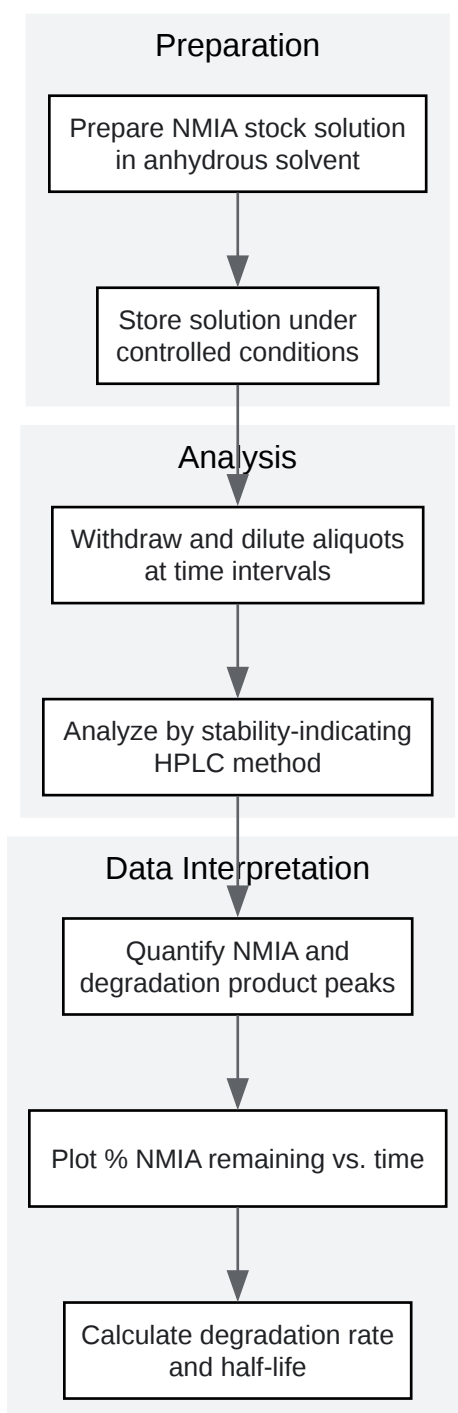 Preparation
Prepare NMIA stock solution
in anhydrous solvent
Store solution under
controlled conditions
Analysis
Withdraw and dilute aliquots
at time intervals
Analyze by stability-indicating
HPLC method
Data Interpretation
Quantify NMIA and
degradation product peaks
Plot % NMIA remaining vs. time
Calculate degradation rate
and half-life